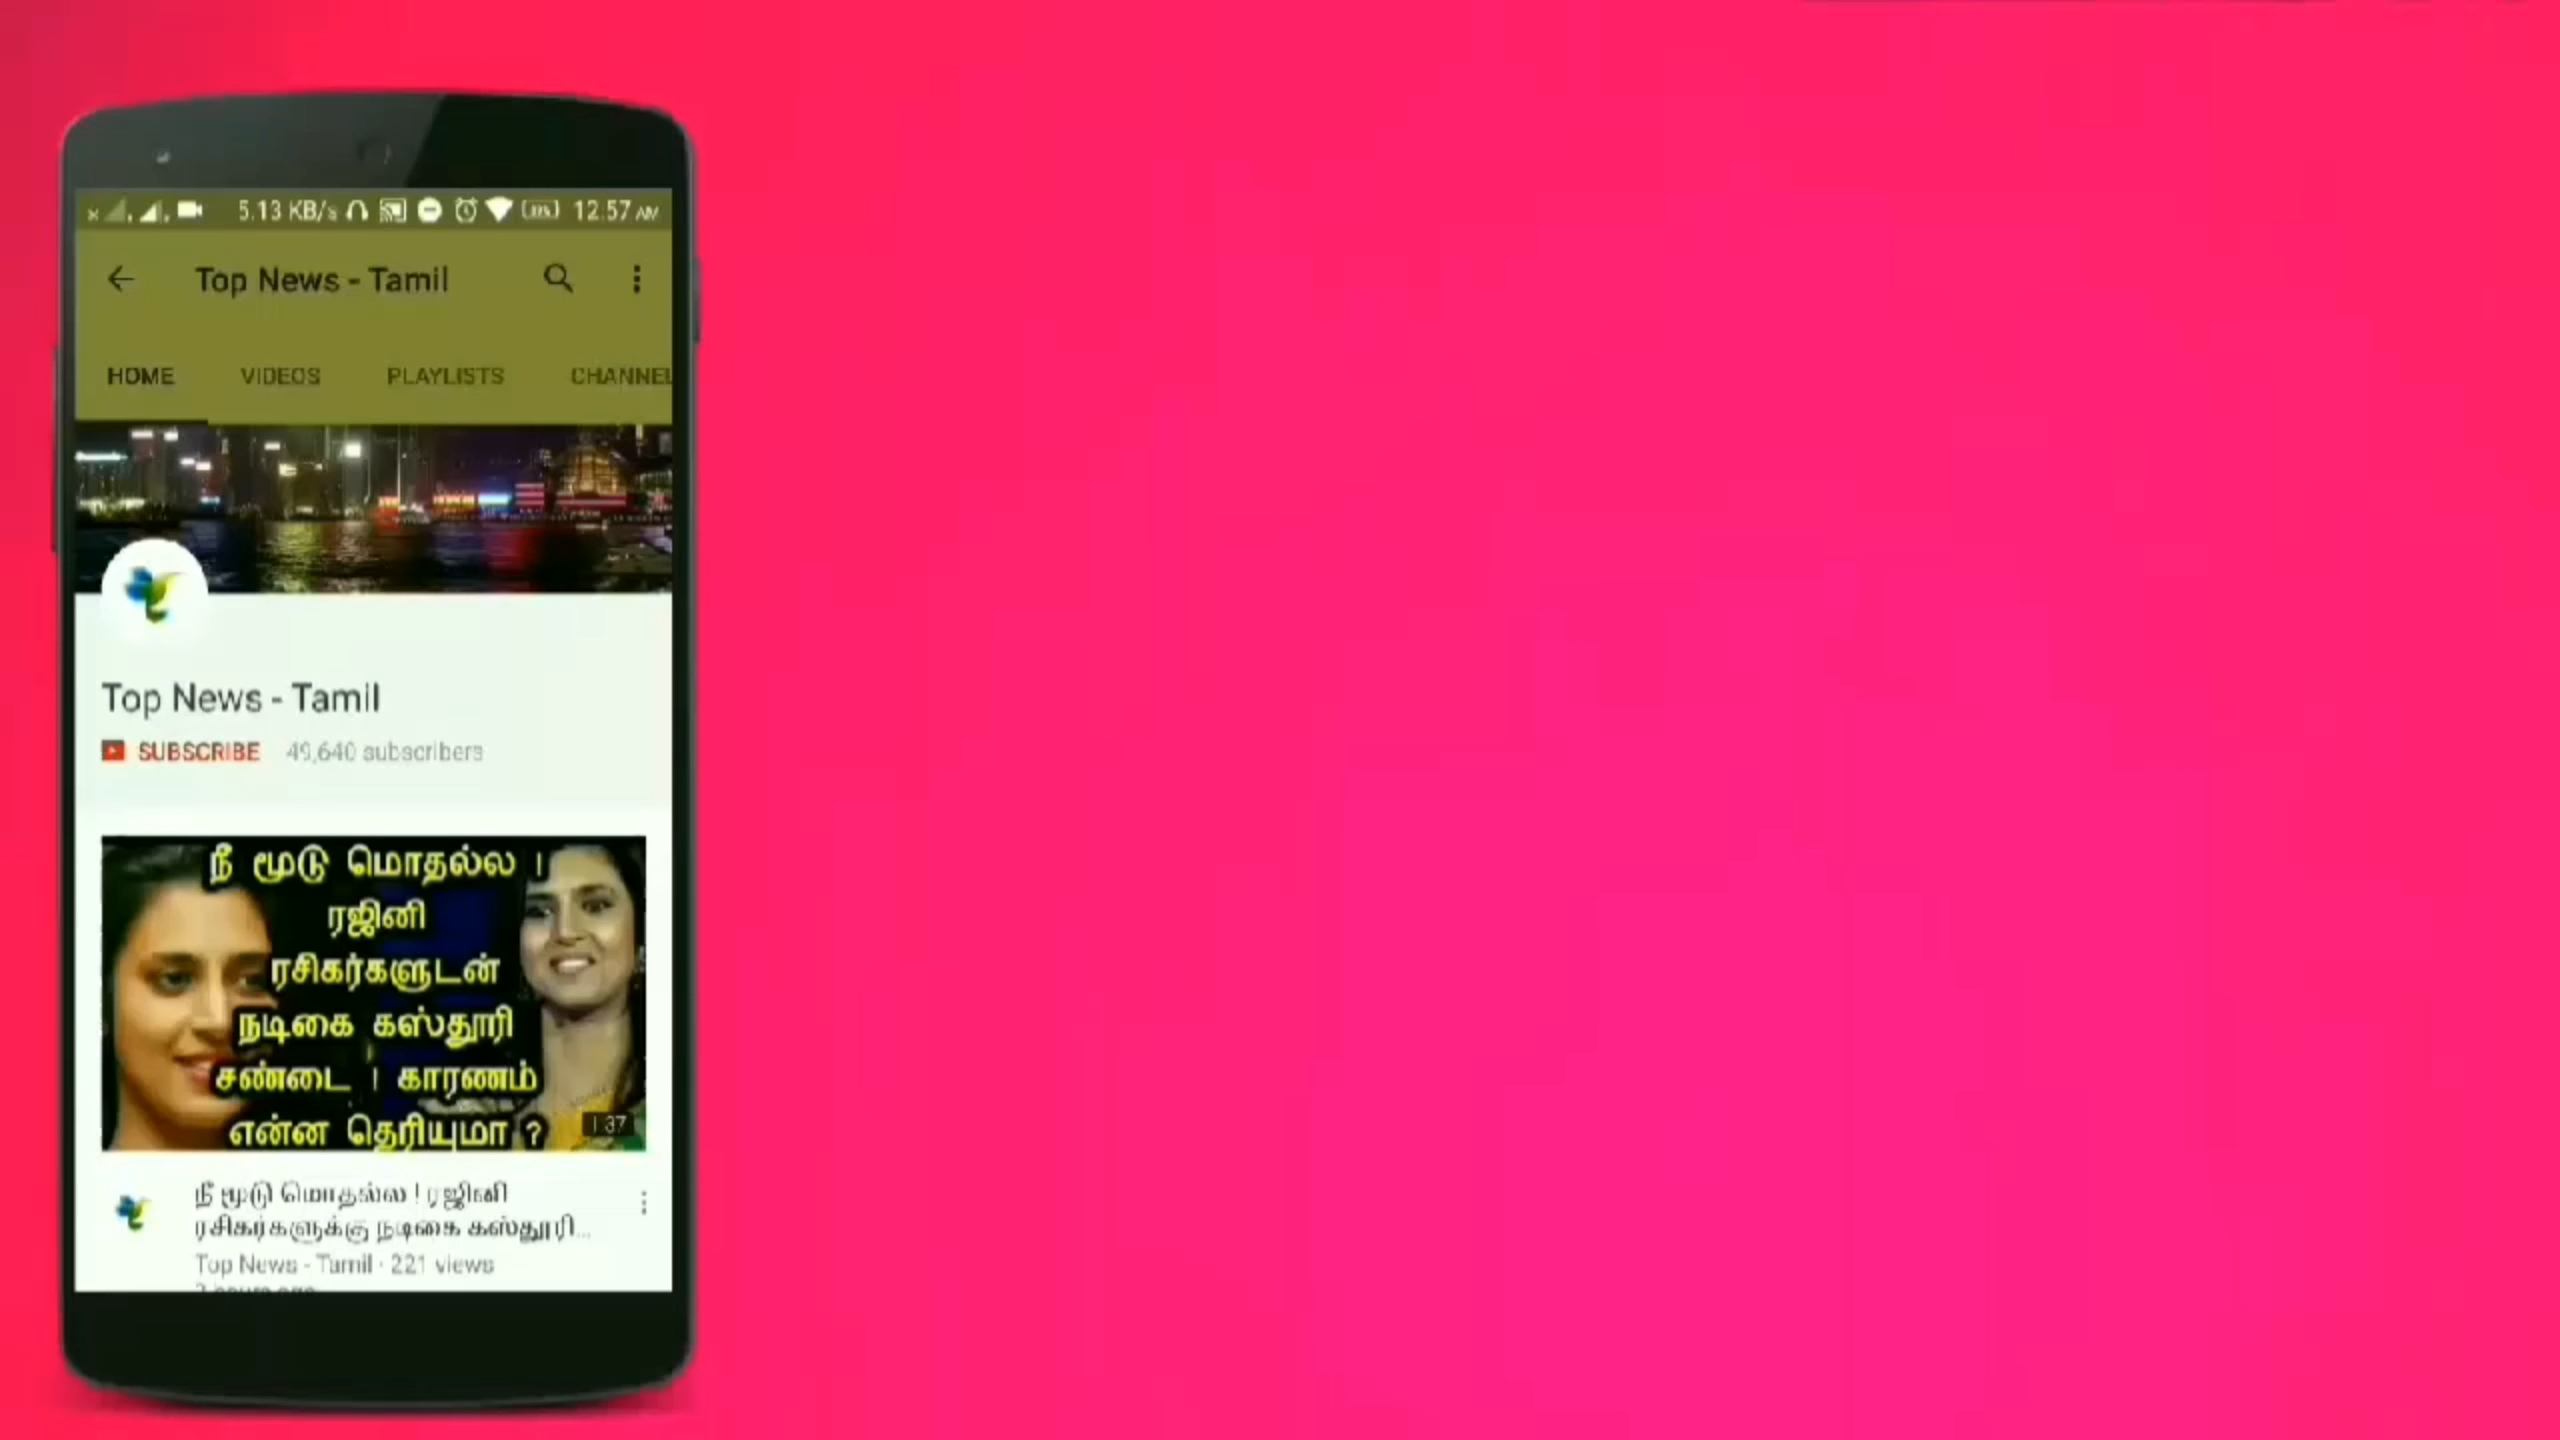 5.13 KB/s 12.57 AM
Top News - Tamil
HOME VIDEOS PLAYLISTS CHANNEL
Top News - Tamil
SUBSCRIBE 49,640 subscribers
நீ மூடு மொதல்ல !
ரஜினி
ரசிகர்களுடன்
நடிகை கஸ்தூரி
சண்டை ! காரணம்
என்ன தெரியுமா ?
1:37
நீ மூடு மொதல்ல ! ரஜினி
ரசிகர்களுக்கு நடிகை கஸ்தூரி...
Top News - Tamil · 221 views
hours ago